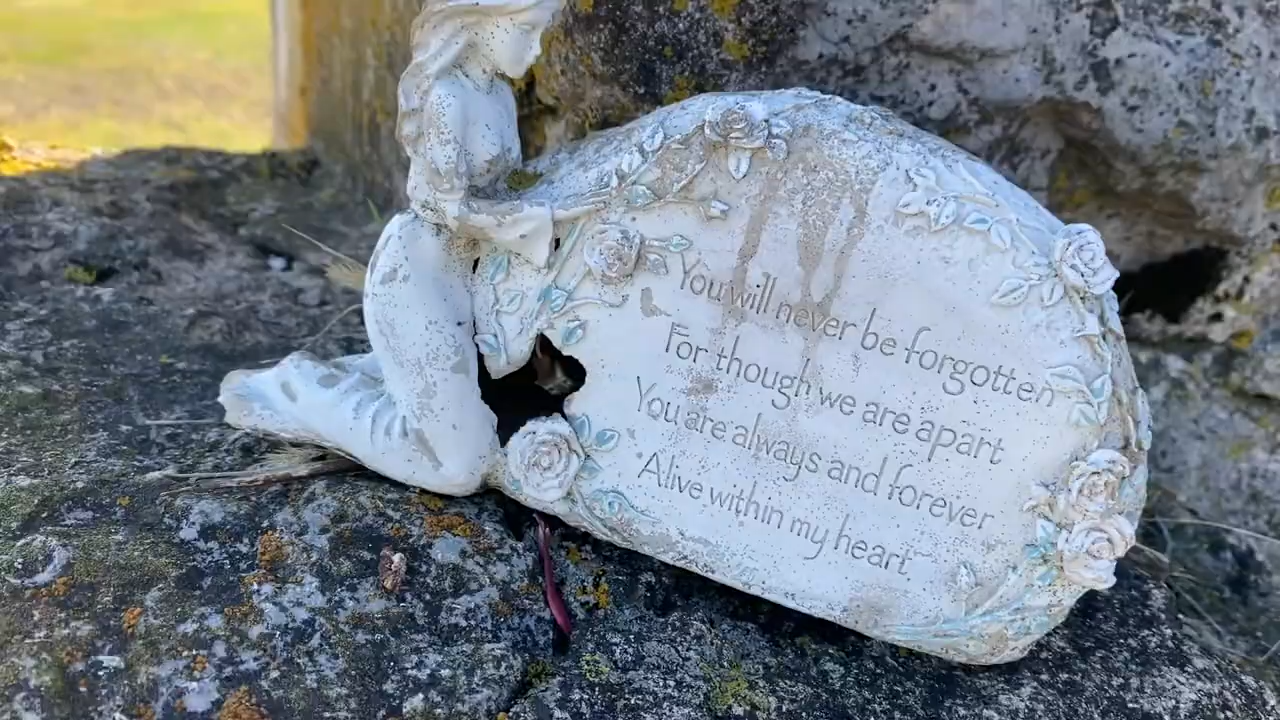 You will never be forgotten
For though we are apart
You are always and forever
Alive within my heart